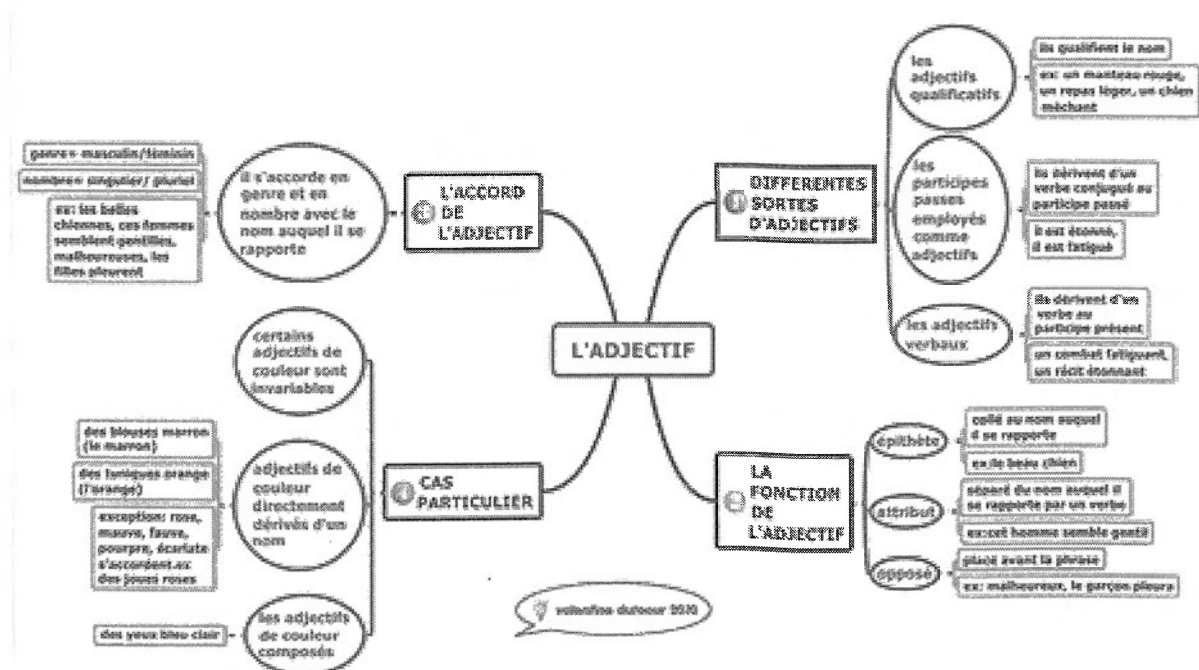 L'ADJECTIF
DIFFERENTES
SORTES
D'ADJECTIFS
les
adjectifs
qualificatifs
ils qualifient le nom
ex: un manteau rouge,
un repas léger, un chien
méchant
les
participes
passes
employés
comme
adjectifs
ils dérivent d'un
verbe conjugué au
participe passé
il est étonné,
il est fatigué
les adjectifs
verbaux
ils dérivent d'un
verbe au
participe présent
un combat fatiguant,
un récit étonnant
LA
FONCTION
DE
L'ADJECTIF
épithète
collé au nom auquel
il se rapporte
ex:le beau chien
attribut
séparé du nom auquel il
se rapporte par un verbe
ex:cet homme semble gentil
opposé
placé avant la phrase
ex: malheureux, le garçon pleura
CAS
PARTICULIER
certains
adjectifs de
couleur sont
invariables
adjectifs de
couleur
directement
dérivés d'un
nom
des blouses marron
(le marron)
des tuniques orange
(l'orange)
exception: rose,
mauve, fauve,
pourpre, écarlate
s'accordent.ex
des joues roses
les adjectifs
de couleur
composés
des yeux bleu clair
L'ACCORD
DE
L'ADJECTIF
il s'accorde en
genre et en
nombre avec le
nom auquel il se
rapporte
genre= masculin/féminin
nombre= singulier/ pluriel
ex: les belles
chiennes, ces femmes
semblent gentilles,
malheureuses, les
filles pleurent
valentine 2010